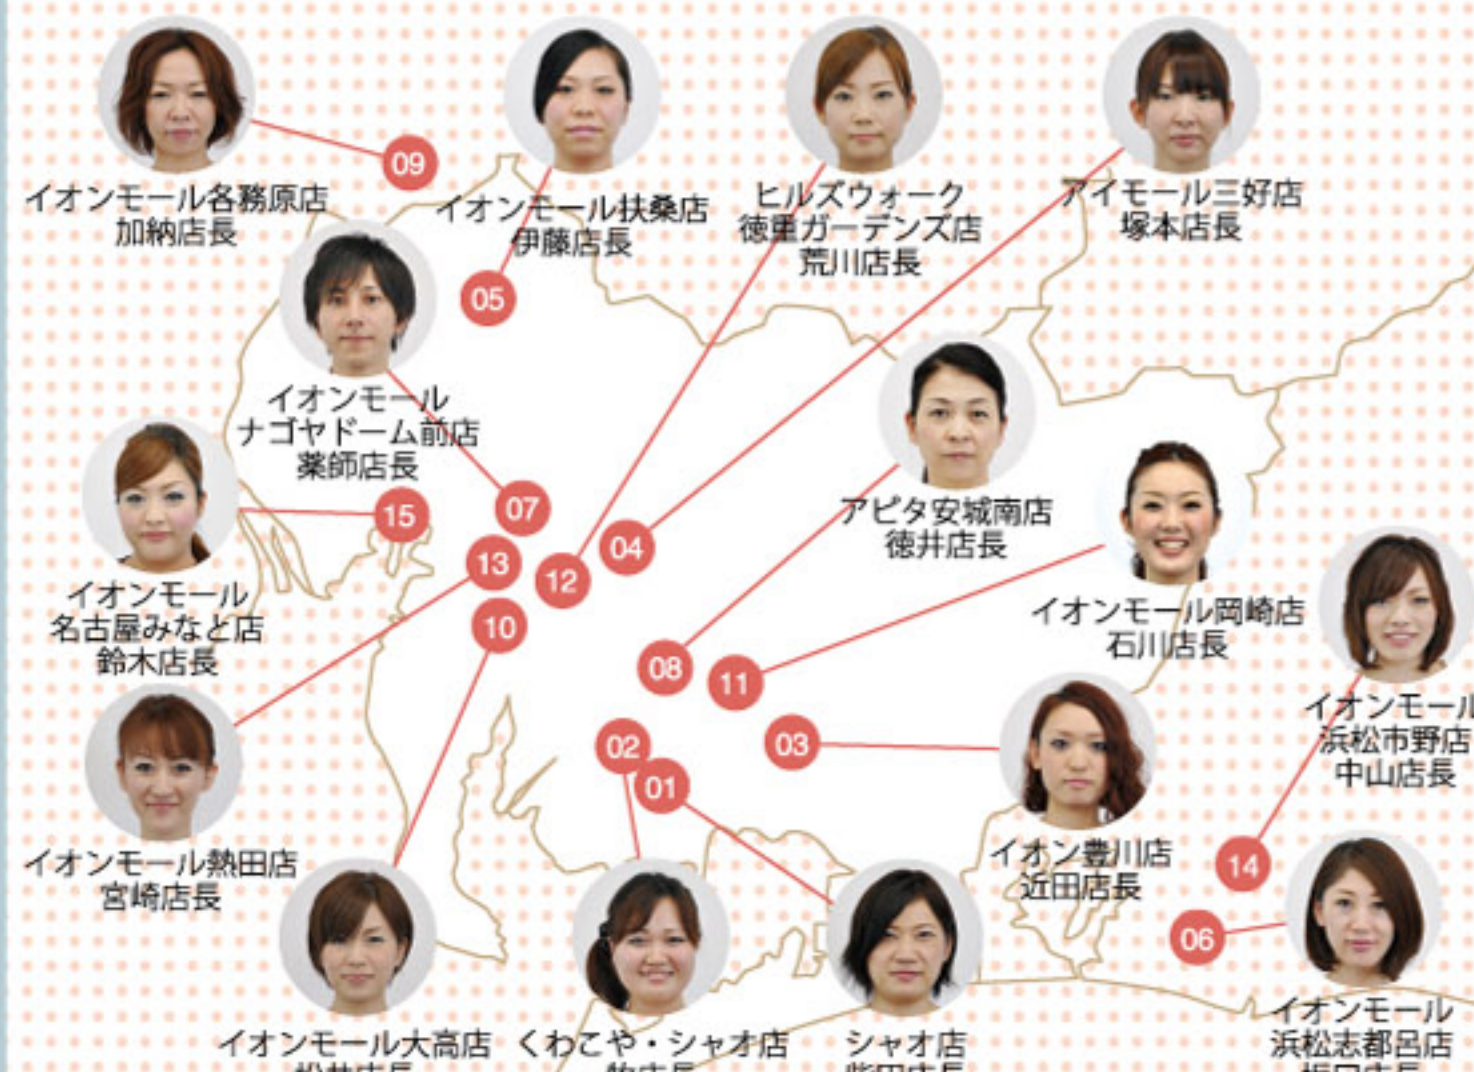 09
イオンモール各務原店
加納店長
イオンモール扶桑店
伊藤店長
05
ヒルズウォーク
徳重ガーデンズ店
荒川店長
アイモール三好店
塚本店長
イオンモール
ナゴヤドーム前店
薬師店長
07
15
13
12
04
10
イオンモール
名古屋みなと店
鈴木店長
アピタ安城南店
徳井店長
08
11
イオンモール岡崎店
石川店長
イオンモール
浜松市野店
中山店長
02
01
03
14
06
イオンモール熱田店
宮崎店長
イオン豊川店
近田店長
イオンモール大高店
くわこや・シャオ店
シャオ店
イオンモール
浜松志都呂店